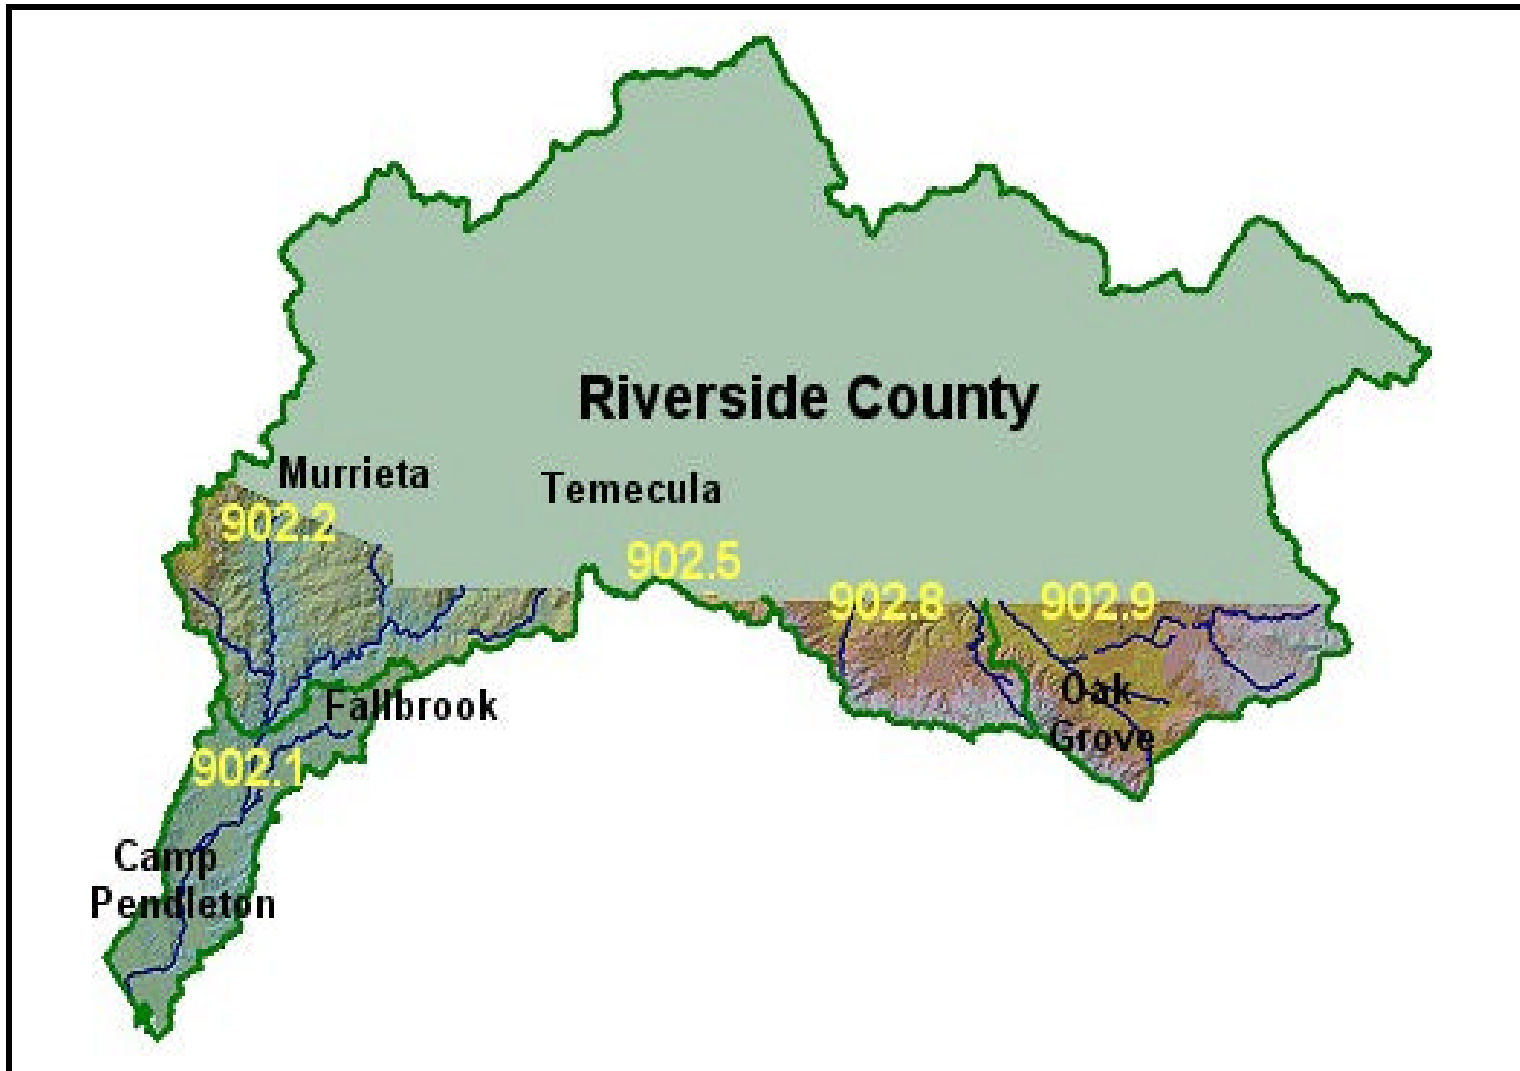 Riverside County
Murrieta
Temecula
902.2
902.5
902.8
902.9
Fallbrook
Oak
Grove
902.1
Camp
Pendleton